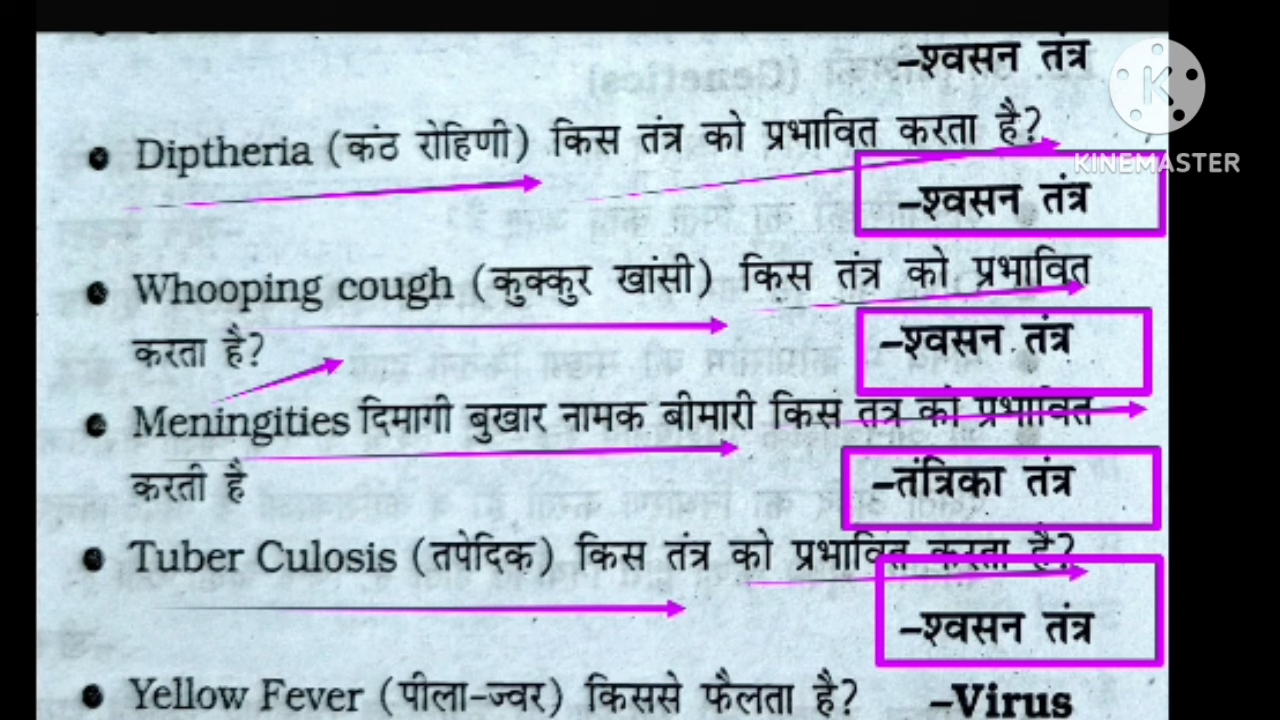 –श्वसन तंत्र
Diptheria (कंठ रोहिणी) किस तंत्र को प्रभावित करता है?
–श्वसन तंत्र
Whooping cough (कुक्कुर खांसी) किस तंत्र को प्रभावित
करता है?
–श्वसन तंत्र
Meningities दिमागी बुखार नामक बीमारी किस तंत्र को प्रभावित
करती है
–तंत्रिका तंत्र
Tuber Culosis (तपेदिक) किस तंत्र को प्रभावित करता है?
–श्वसन तंत्र
Yellow Fever (पीला-ज्वर) किससे फैलता है? –Virus
K
KINEMASTER